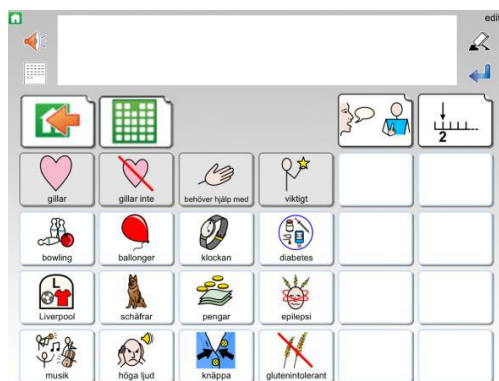 edit
2
gillar
gillar inte
behöver hjälp med
viktigt
bowling
ballonger
klockan
diabetes
L
Liverpool
schäfrar
pengar
epilepsi
musik
höga ljud
knäppa
glutenintolerant